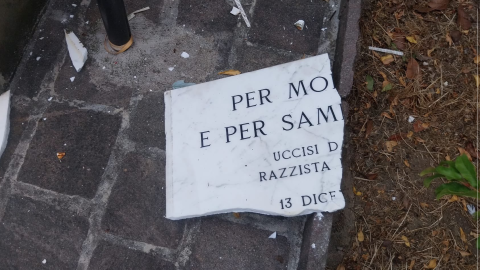 PER MO
E PER SAM
UCCISI D
RAZZISTA
13 DICE